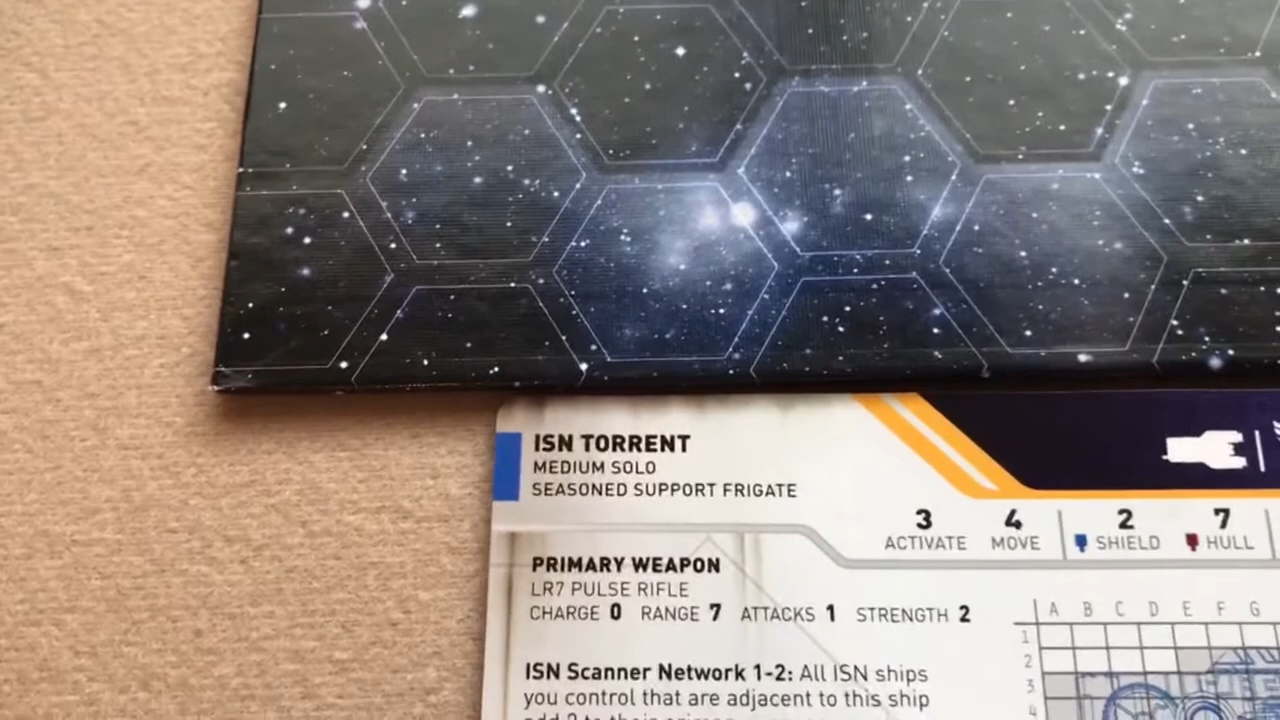 ISN TORRENT
MEDIUM SOLO
SEASONED SUPPORT FRIGATE
3 4 2 7
ACTIVATE MOVE SHIELD HULL
PRIMARY WEAPON
LR7 PULSE RIFLE
CHARGE 0 RANGE 7 ATTACKS 1 STRENGTH 2
A B C D E F G
1
2
3
4
ISN Scanner Network 1-2: All ISN ships
you control that are adjacent to this ship